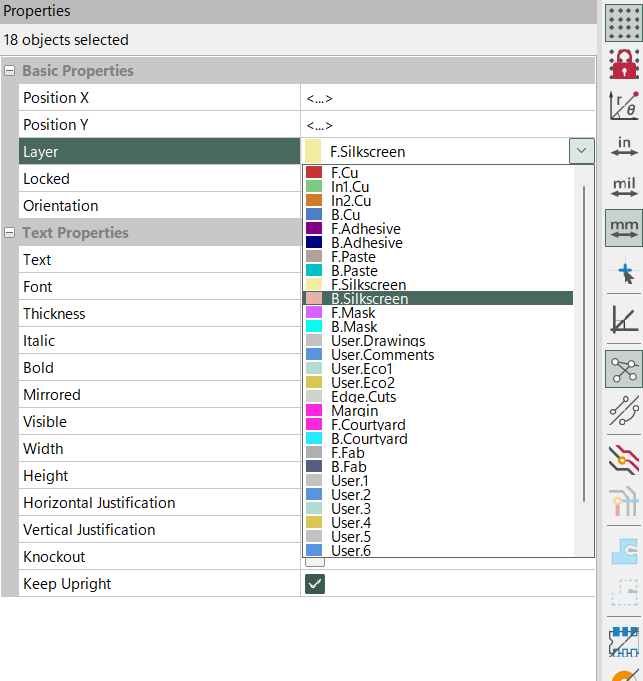 Properties
18 objects selected
Basic Properties
Position X <...>
Position Y <...>
Layer F.Silkscreen
Locked
Orientation
Text Properties
Text
Font
Thickness
Italic
Bold
Mirrored
Visible
Width
Height
Horizontal Justification
Vertical Justification
Knockout
Keep Upright
F.Cu
In1.Cu
In2.Cu
B.Cu
F.Adhesive
B.Adhesive
F.Paste
B.Paste
F.Silkscreen
B.Silkscreen
F.Mask
B.Mask
User.Drawings
User.Comments
User.Eco1
User.Eco2
Edge.Cuts
Margin
F.Courtyard
B.Courtyard
F.Fab
B.Fab
User.1
User.2
User.3
User.4
User.5
User.6
r
θ
in
mil
mm